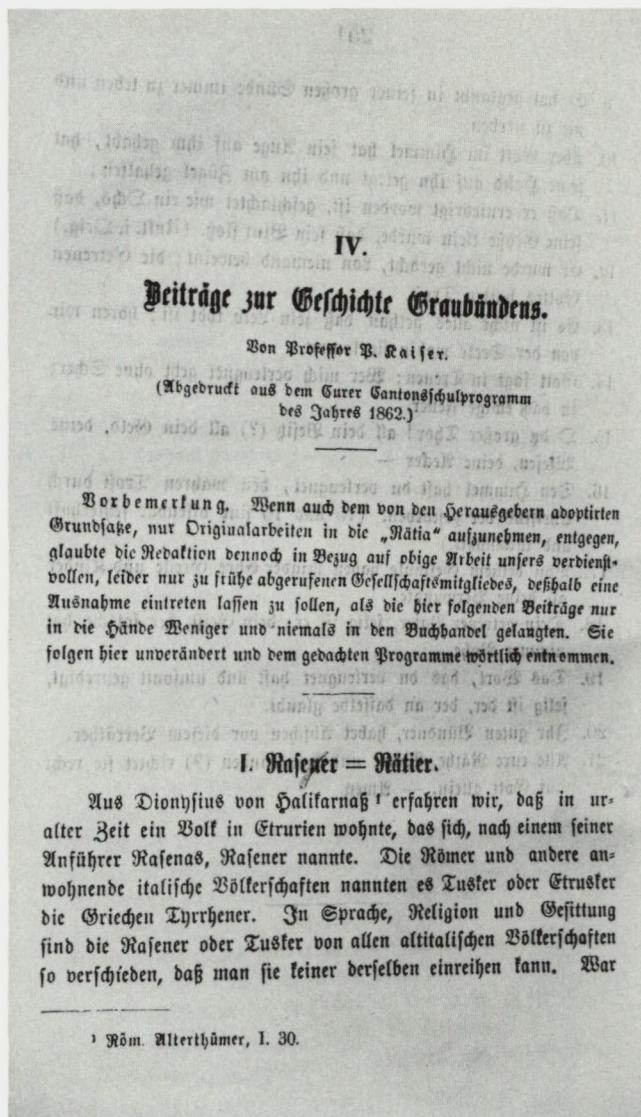 IV.
Beiträge zur Geschichte Graubündens.
Von Professor P. Kaiser.
(Abgedruckt aus dem Curer Cantonsschulprogramm
des Jahres 1862.)
Vorbemerkung. Wenn auch dem von den Herausgebern adoptirten
Grundsatze, nur Originalarbeiten in die „Rätia“ aufzunehmen, entgegen,
glaubte die Redaktion dennoch in Bezug auf obige Arbeit unsers verdienst-
vollen, leider nur zu frühe abgerufenen Gesellschaftsmitgliedes, deßhalb eine
Ausnahme eintreten lassen zu sollen, als die hier folgenden Beiträge nur
in die Hände Weniger und niemals in den Buchhandel gelangten. Sie
folgen hier unverändert und dem gedachten Programme wörtlich entnommen.
I. Rasener = Rätier.
Aus Dionysius von Halikarnaß ¹ erfahren wir, daß in ur-
alter Zeit ein Volk in Etrurien wohnte, das sich, nach einem seiner
Anführer Rasenas, Rasener nannte. Die Römer und andere an-
wohnende italische Völkerschaften nannten es Tusker oder Etrusker
die Griechen Tyrrhener. In Sprache, Religion und Gesittung
sind die Rasener oder Tusker von allen altitalischen Völkerschaften
so verschieden, daß man sie keiner derselben einreihen kann. War
¹ Röm. Alterthümer, I. 30.